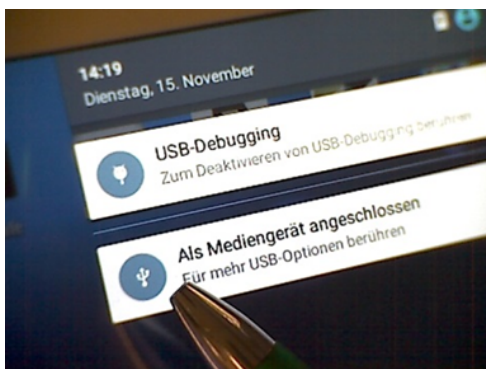 14:19
Dienstag, 15. November
USB-Debugging
Zum Deaktivieren von USB-Debugging berühren
Als Mediengerät angeschlossen
Für mehr USB-Optionen berühren